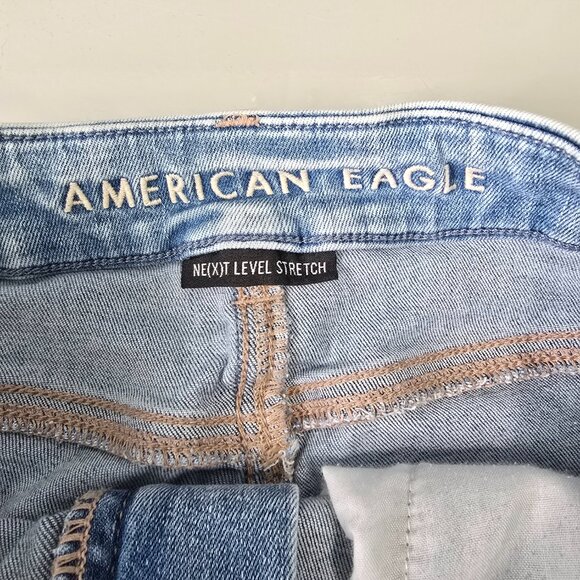 AMERICAN EAGLE
NE(X)T LEVEL STRETCH